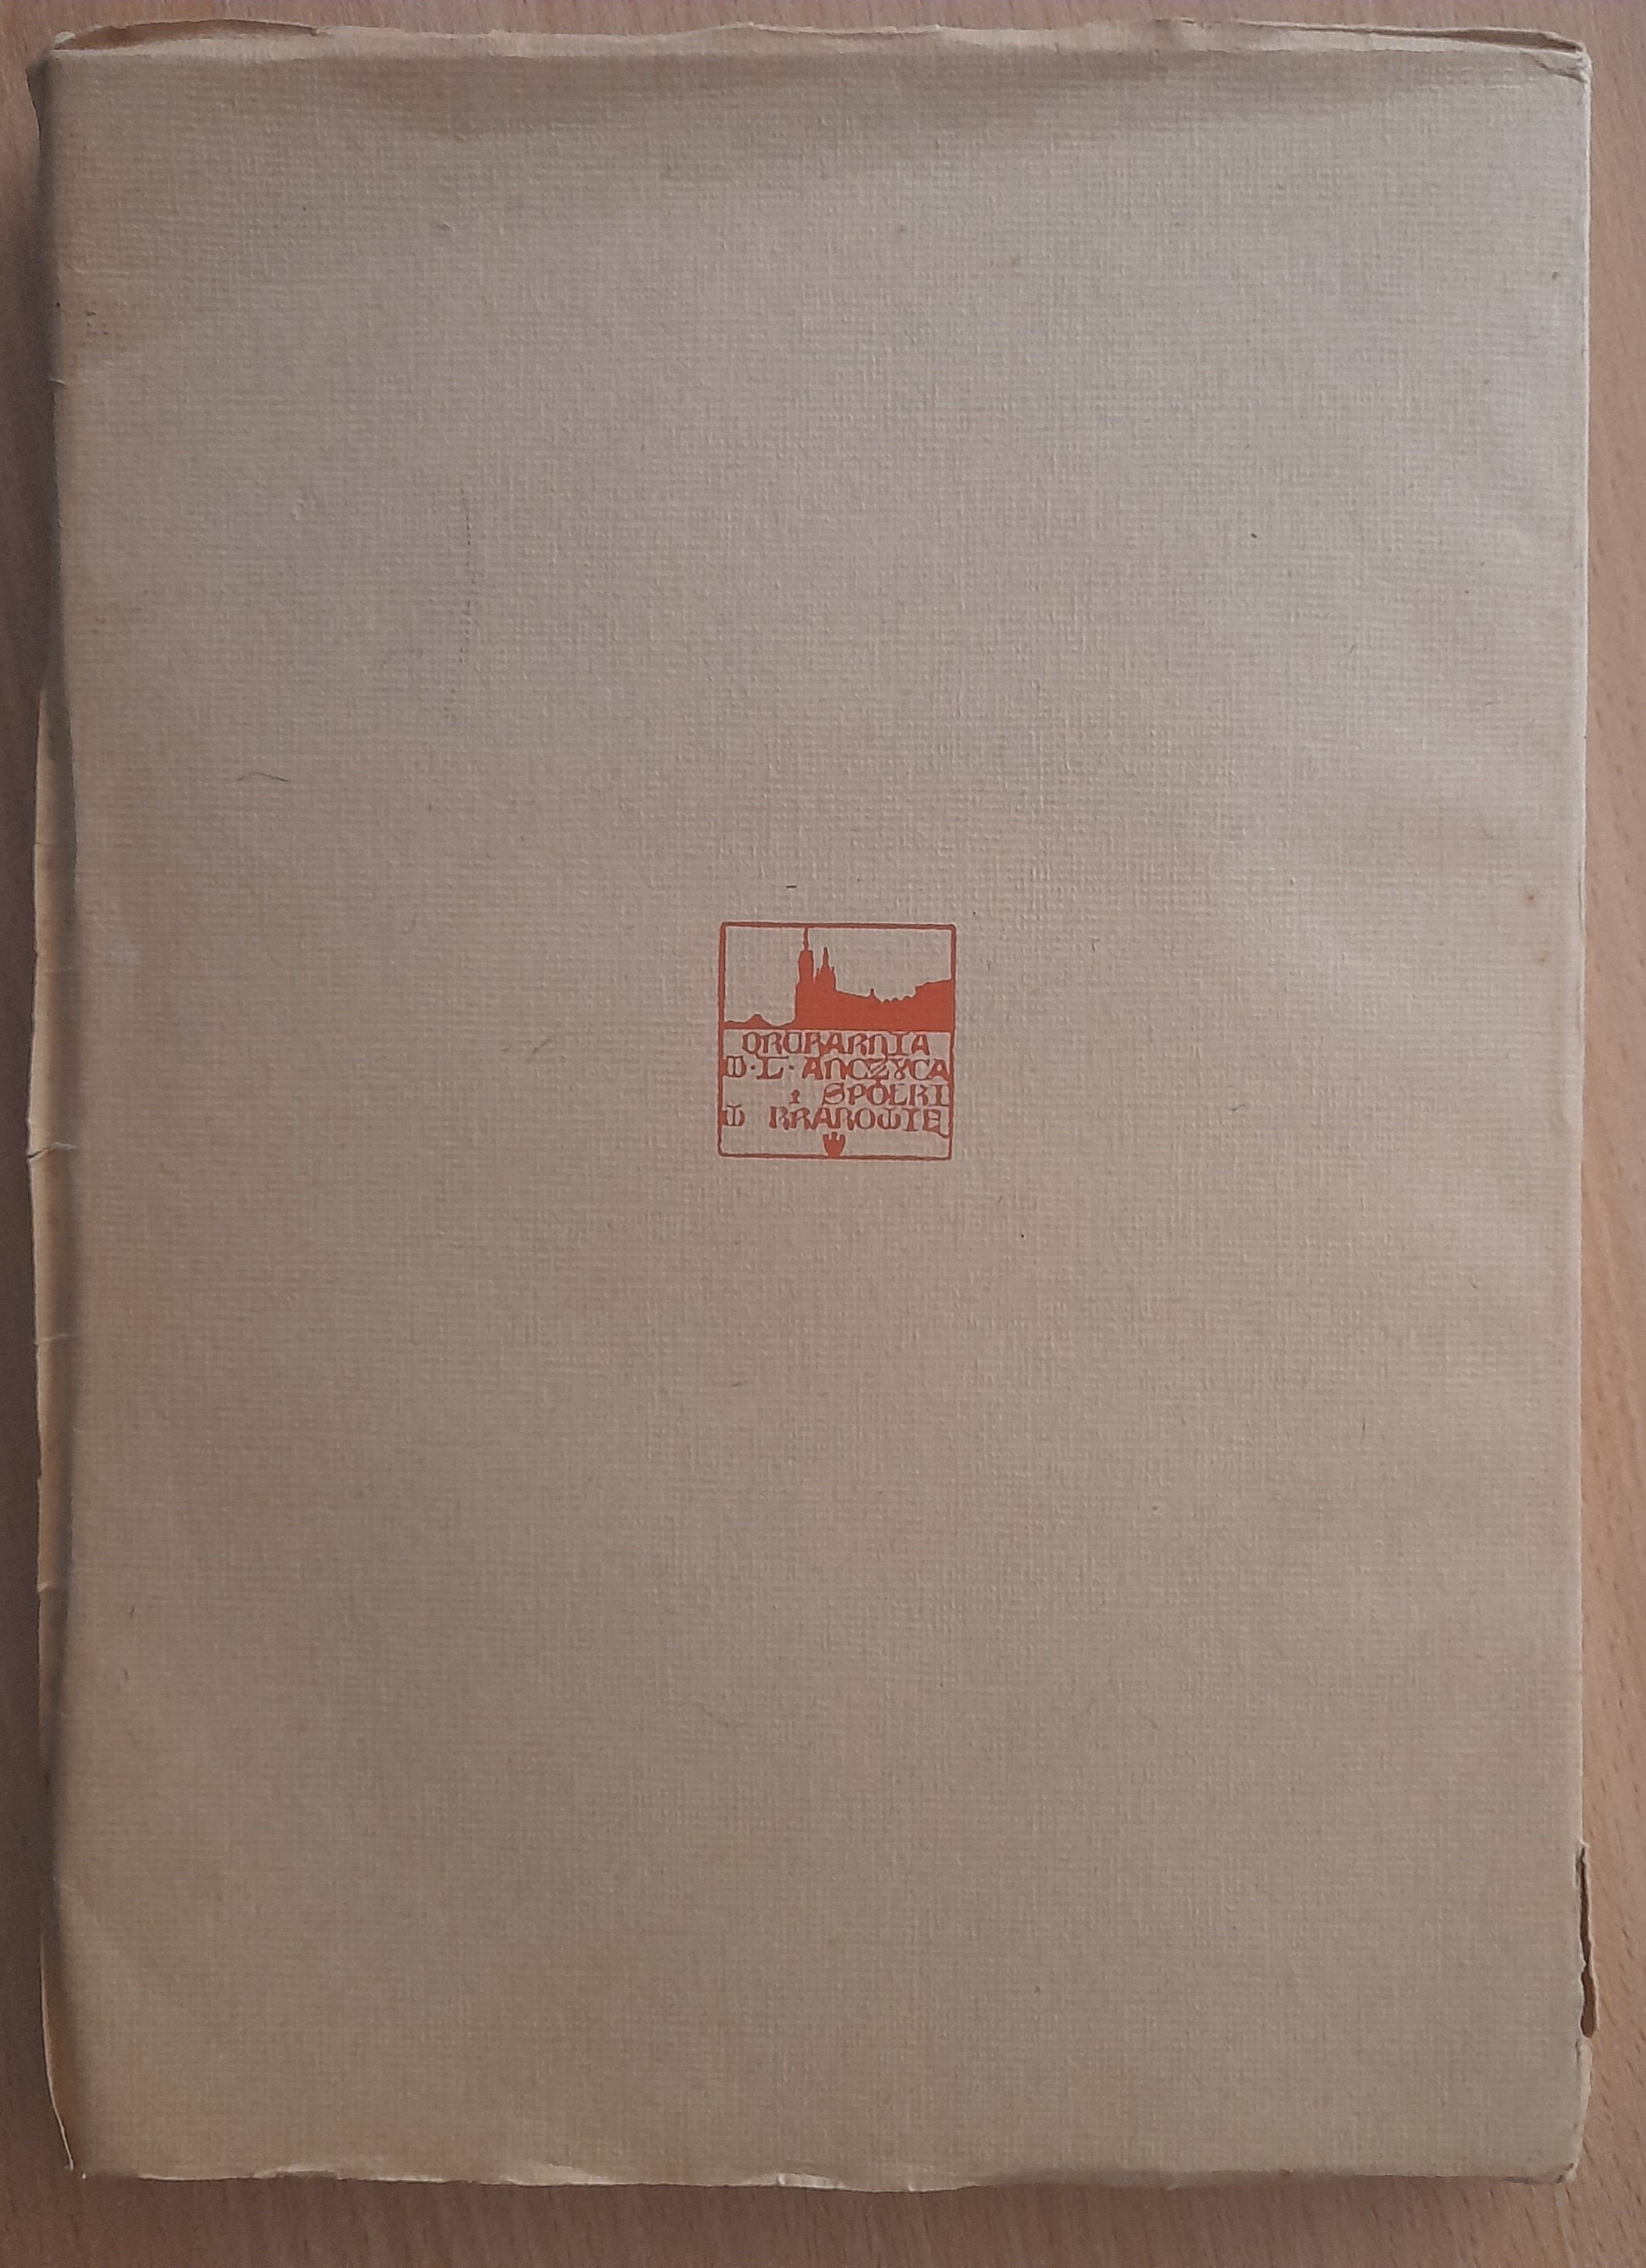 DRUKARNIA
W·L·ANCZYCA
i SPÓŁKI
W KRAKOWIE